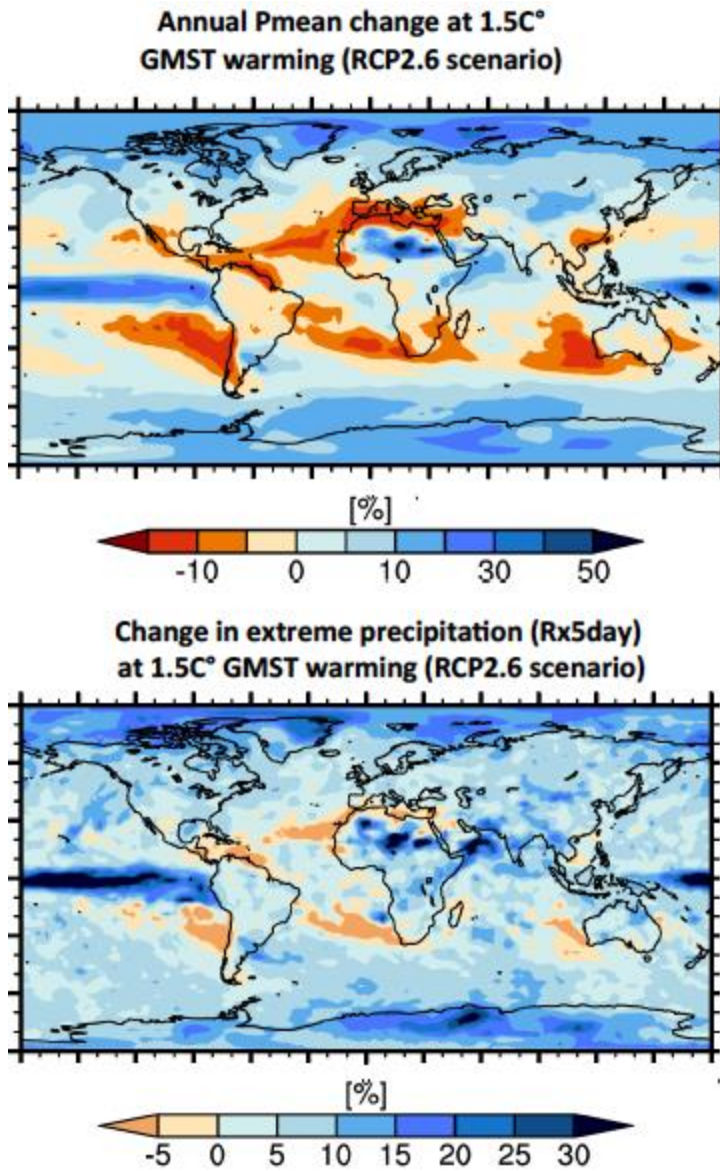 Annual Pmean change at 1.5C°
GMST warming (RCP2.6 scenario)
[%]
-10 0 10 30 50
Change in extreme precipitation (Rx5day)
at 1.5C° GMST warming (RCP2.6 scenario)
[%]
-5 0 5 10 15 20 25 30